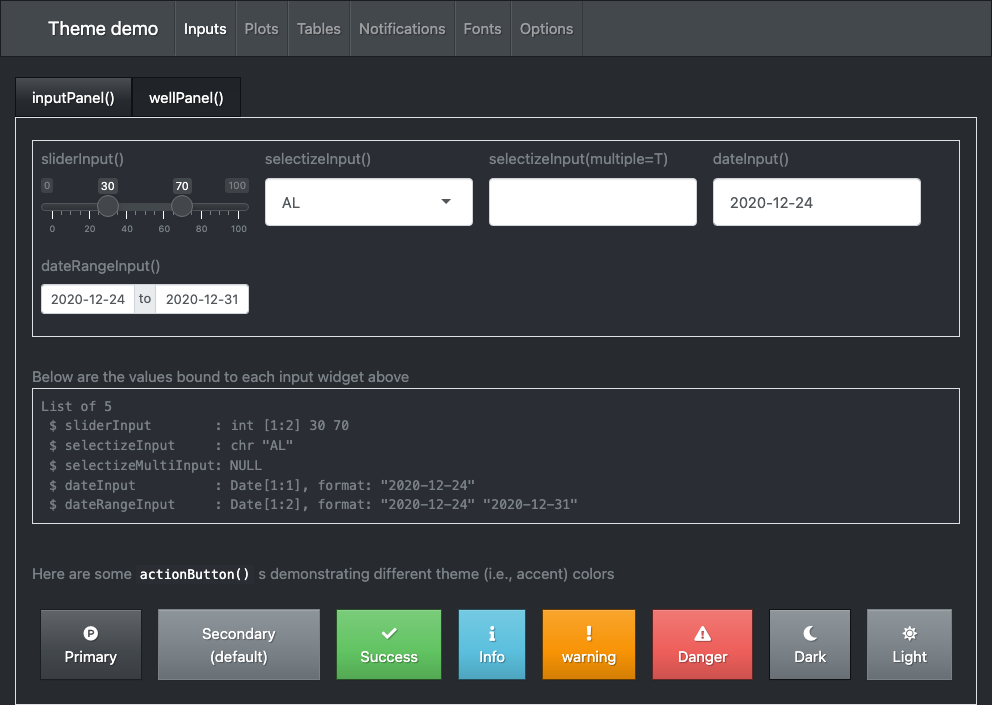 Theme demo Inputs Plots Tables Notifications Fonts Options
inputPanel() wellPanel()
sliderInput() selectizeInput() selectizeInput(multiple=T) dateInput()
0 30 70 100
AL 2020-12-24
0 20 40 60 80 100
dateRangeInput()
2020-12-24 to 2020-12-31
Below are the values bound to each input widget above
List of 5
$ sliderInput : int [1:2] 30 70
$ selectizeInput : chr "AL"
$ selectizeMultiInput: NULL
$ dateInput : Date[1:1], format: "2020-12-24"
$ dateRangeInput : Date[1:2], format: "2020-12-24" "2020-12-31"
Here are some actionButton() s demonstrating different theme (i.e., accent) colors
P
Primary
Secondary
(default)
Success
Info
warning
Danger
Dark
Light